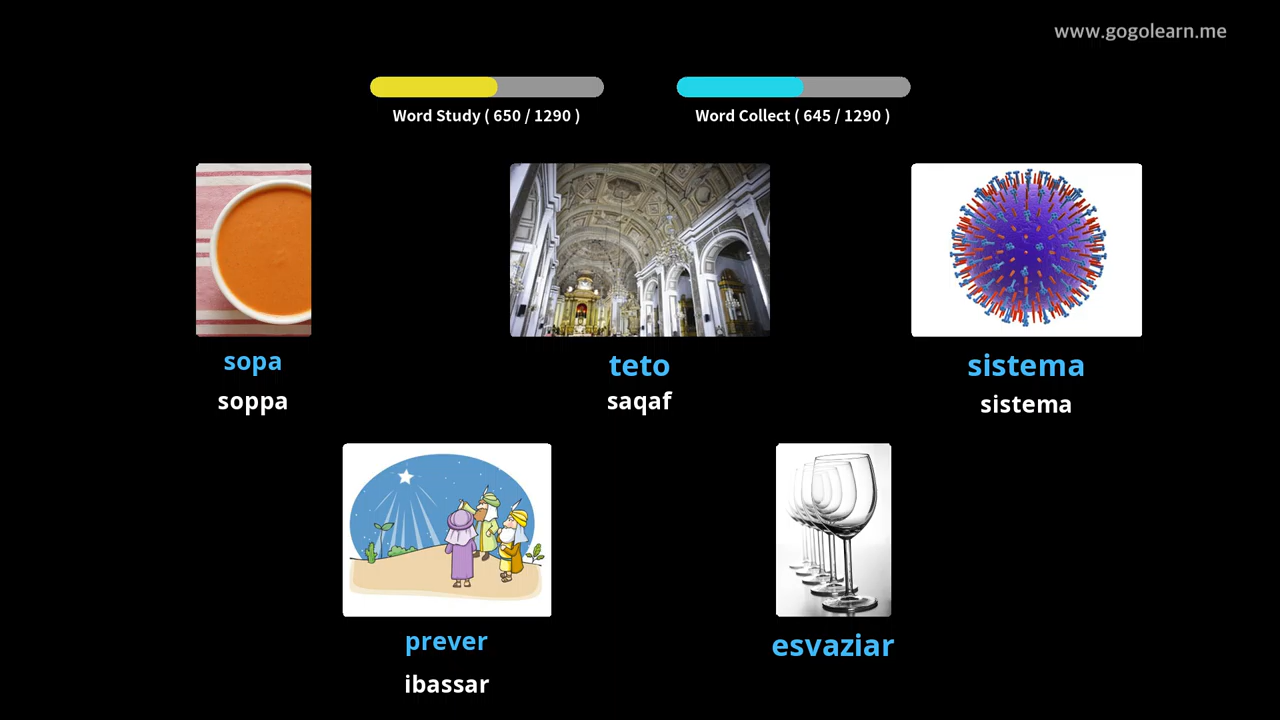 www.gogolearn.me
Word Study ( 650 / 1290 )
Word Collect ( 645 / 1290 )
sopa
soppa
teto
saqaf
sistema
sistema
prever
ibassar
esvaziar